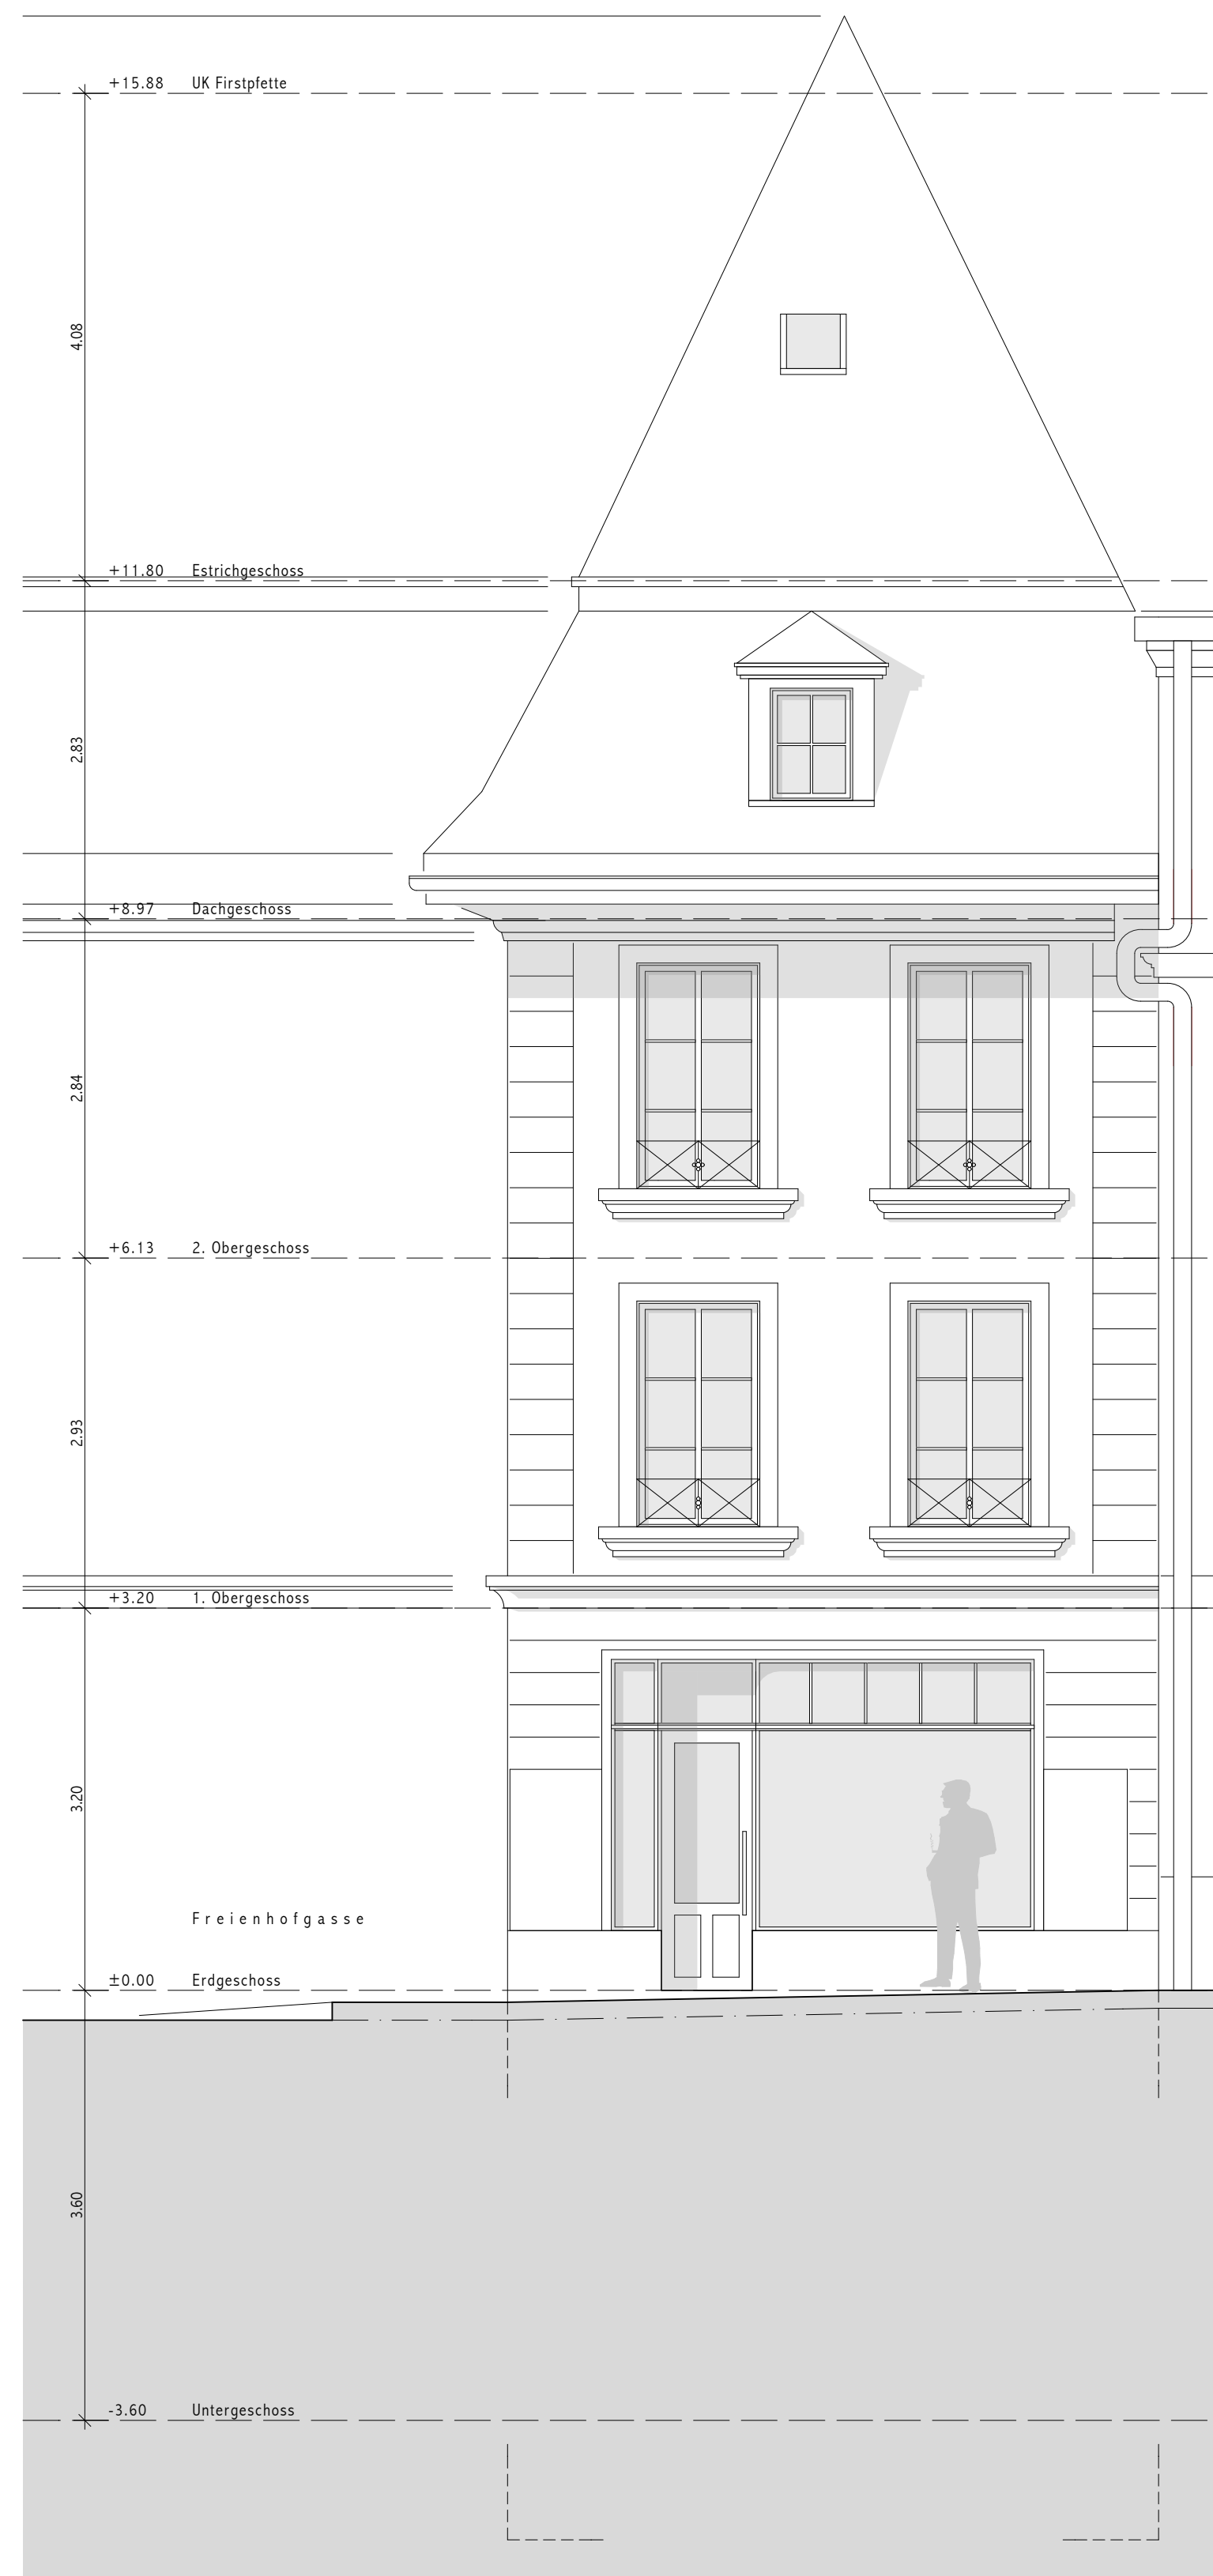 +15.88 UK Firstpfette
4.08
+11.80 Estrichgeschoss
2.83
+8.97 Dachgeschoss
2.84
+6.13 2. Obergeschoss
2.93
+3.20 1. Obergeschoss
3.20
Freienhofgasse
±0.00 Erdgeschoss
3.60
-3.60 Untergeschoss